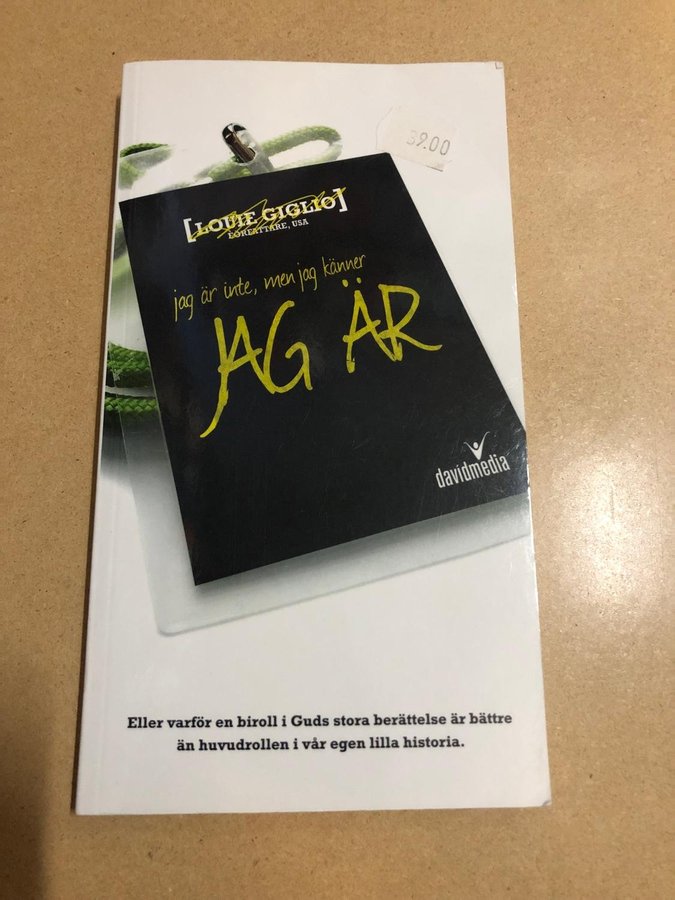 39.00
[LOUIE GIGLIO]
FÖRFATTARE, USA
jag är inte, men jag känner
JAG ÄR
davidmedia
Eller varför en biroll i Guds stora berättelse är bättre
än huvudrollen i vår egen lilla historia.